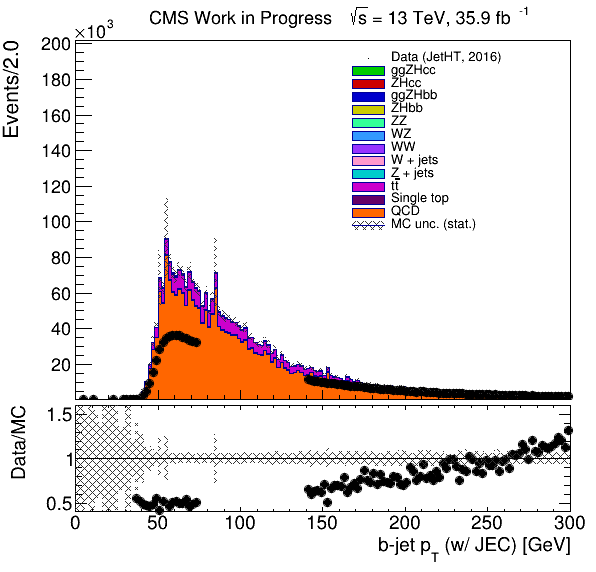 CMS Work in Progress √s = 13 TeV, 35.9 fb⁻¹
×10³
Events/2.0
200
180
160
140
120
100
80
60
40
20
Data (JetHT, 2016)
ggZHcc
ZHcc
ggZHbb
ZHbb
ZZ
WZ
WW
W + jets
Z + jets
tt̅
Single top
QCD
MC unc. (stat.)
Data/MC
1.5
1
0.5
0 50 100 150 200 250 300
b-jet p_T (w/ JEC) [GeV]